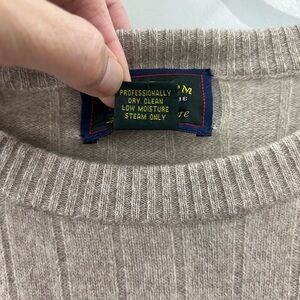 PROFESSIONALLY
DRY CLEAN
LOW MOISTURE
STEAM ONLY